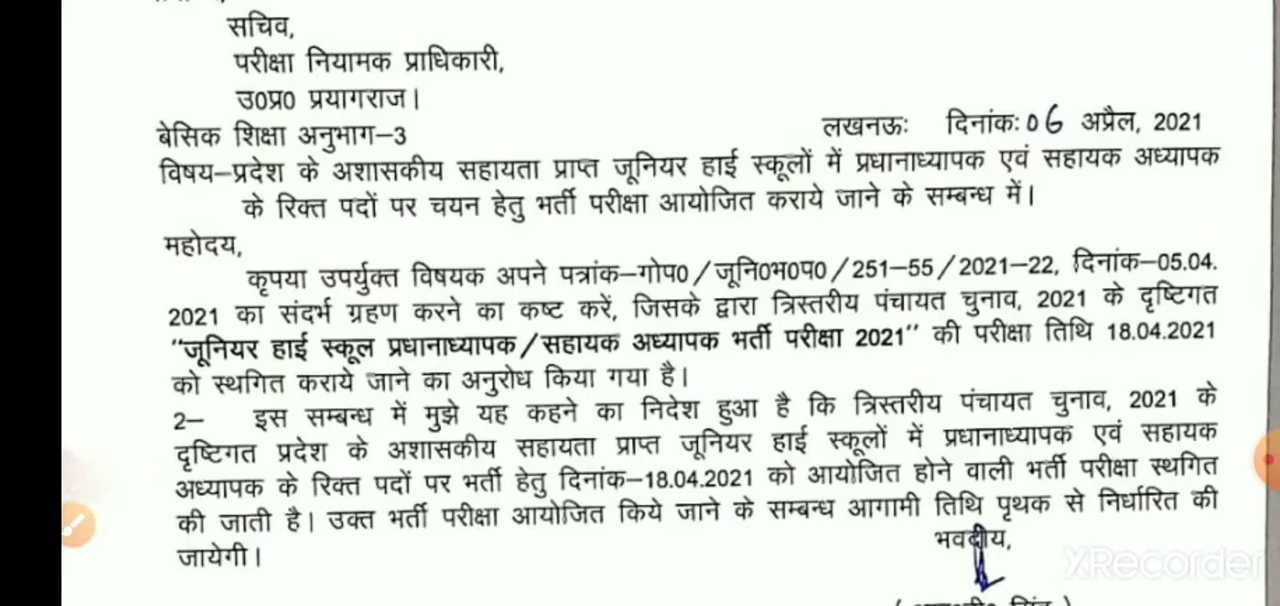 सचिव,
परीक्षा नियामक प्राधिकारी,
उ0प्र0 प्रयागराज।
बेसिक शिक्षा अनुभाग–3
लखनऊः दिनांकः 06 अप्रैल, 2021
विषय–प्रदेश के अशासकीय सहायता प्राप्त जूनियर हाई स्कूलों में प्रधानाध्यापक एवं सहायक अध्यापक
के रिक्त पदों पर चयन हेतु भर्ती परीक्षा आयोजित कराये जाने के सम्बन्ध में।
महोदय,
कृपया उपर्युक्त विषयक अपने पत्रांक–गोप0/जूनि0भ0प0/251–55/2021–22, दिनांक–05.04.
2021 का संदर्भ ग्रहण करने का कष्ट करें, जिसके द्वारा त्रिस्तरीय पंचायत चुनाव, 2021 के दृष्टिगत
"जूनियर हाई स्कूल प्रधानाध्यापक/सहायक अध्यापक भर्ती परीक्षा 2021" की परीक्षा तिथि 18.04.2021
को स्थगित कराये जाने का अनुरोध किया गया है।
2– इस सम्बन्ध में मुझे यह कहने का निदेश हुआ है कि त्रिस्तरीय पंचायत चुनाव, 2021 के
दृष्टिगत प्रदेश के अशासकीय सहायता प्राप्त जूनियर हाई स्कूलों में प्रधानाध्यापक एवं सहायक
अध्यापक के रिक्त पदों पर भर्ती हेतु दिनांक–18.04.2021 को आयोजित होने वाली भर्ती परीक्षा स्थगित
की जाती है। उक्त भर्ती परीक्षा आयोजित किये जाने के सम्बन्ध आगामी तिथि पृथक से निर्धारित की
जायेगी।
भवदीय,
XRecorder